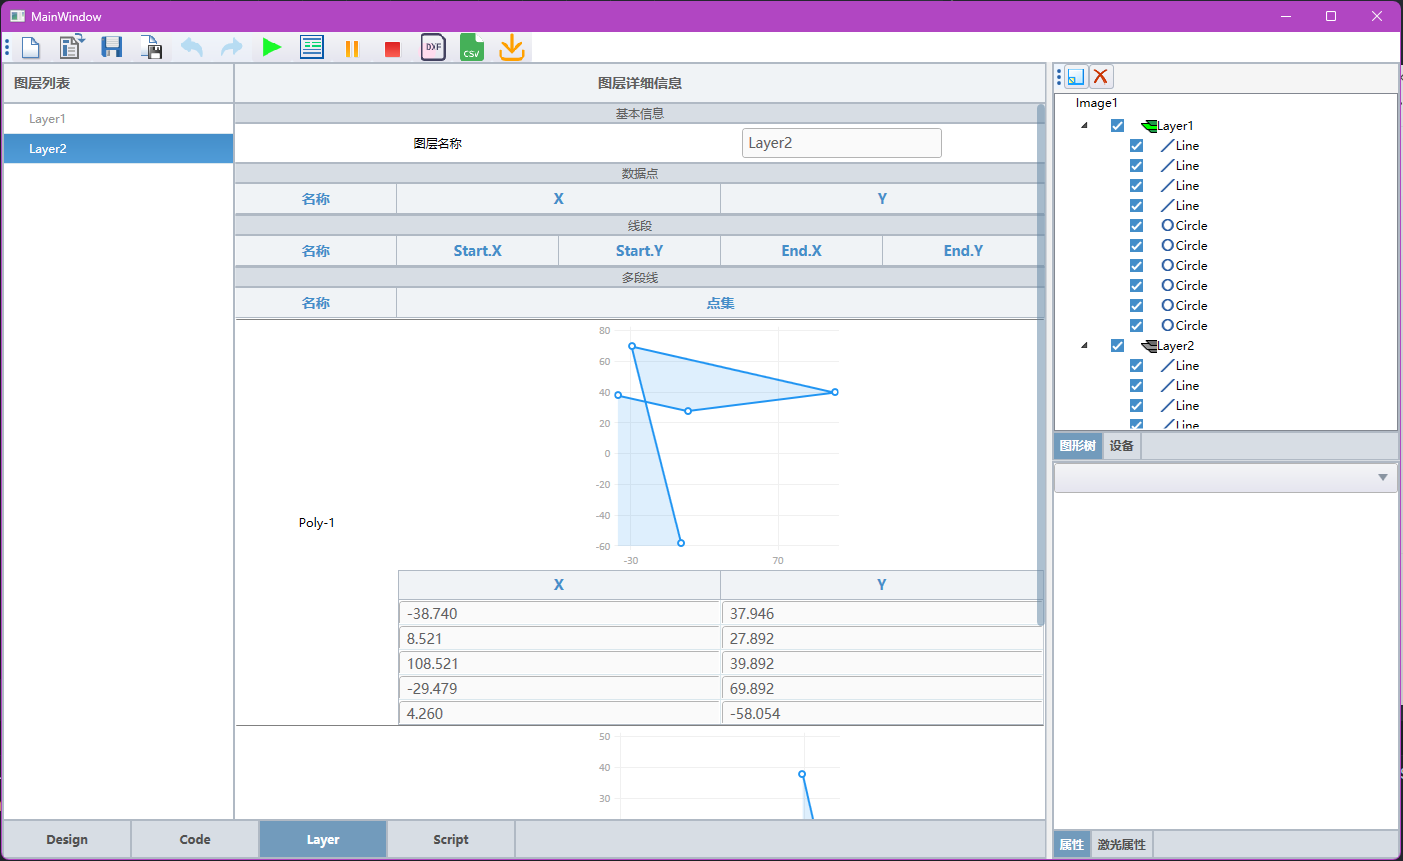 MainWindow
DXF
CSV
图层列表
图层详细信息
Layer1
Layer2
基本信息
图层名称
Layer2
数据点
名称 X Y
线段
名称 Start.X Start.Y End.X End.Y
多段线
名称 点集
Poly-1
80
60
40
20
0
-20
-40
-60
-30 70
X Y
-38.740 37.946
8.521 27.892
108.521 39.892
-29.479 69.892
4.260 -58.054
50
40
30
Design Code Layer Script
Image1
Layer1
Line
Line
Line
Line
Circle
Circle
Circle
Circle
Circle
Circle
Layer2
Line
Line
Line
Line
图形树 设备
属性 激光属性